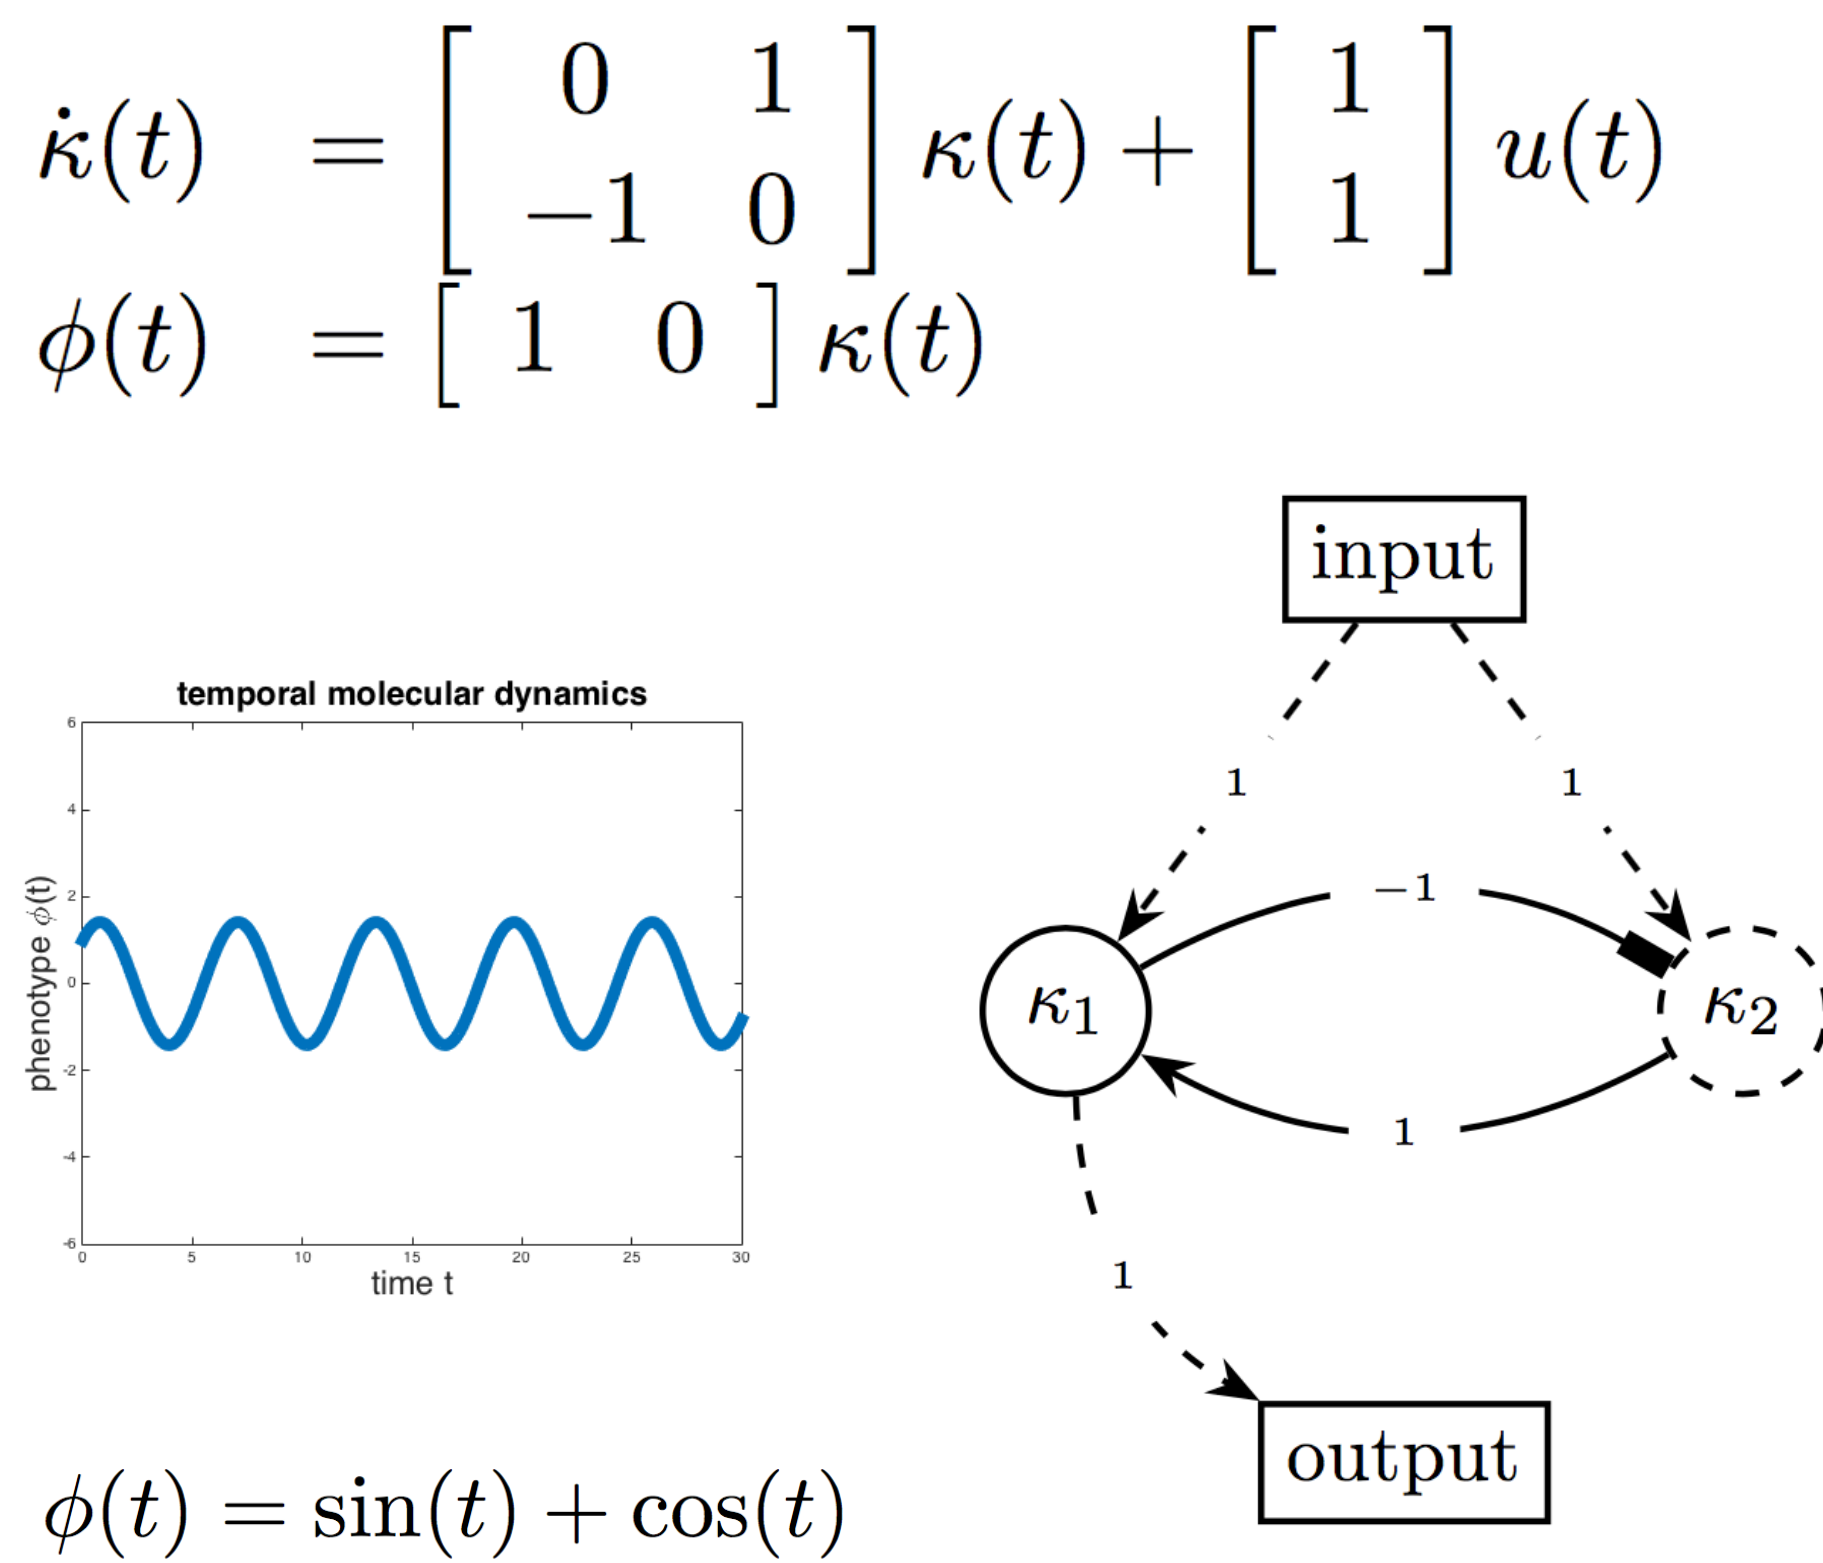 κ̇(t) = [ 0 1 ; −1 0 ] κ(t) + [ 1 ; 1 ] u(t)
φ(t) = [ 1 0 ] κ(t)
input
temporal molecular dynamics
6
4
2
0
-2
-4
-6
phenotype ϕ(t)
0 5 10 15 20 25 30
time t
1 1
−1
κ1 κ2
1
1
output
ϕ(t) = sin(t) + cos(t)